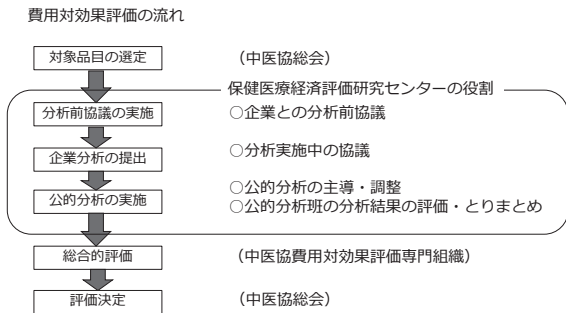 費用対効果評価の流れ
対象品目の選定 （中医協総会）
保健医療経済評価研究センターの役割
分析前協議の実施 ○企業との分析前協議
企業分析の提出 ○分析実施中の協議
公的分析の実施 ○公的分析の主導・調整
○公的分析班の分析結果の評価・とりまとめ
総合的評価 （中医協費用対効果評価専門組織）
評価決定 （中医協総会）